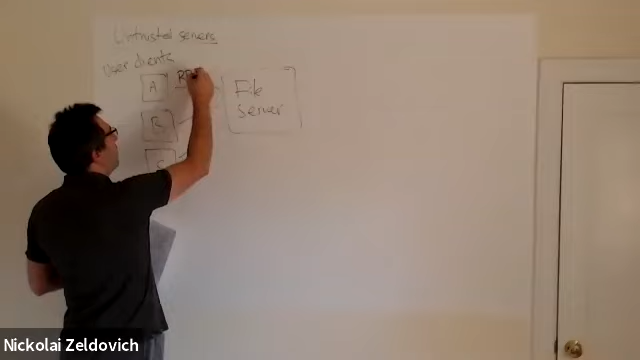 Untrusted servers
User clients
A
File
Server
B
C
Nickolai Zeldovich